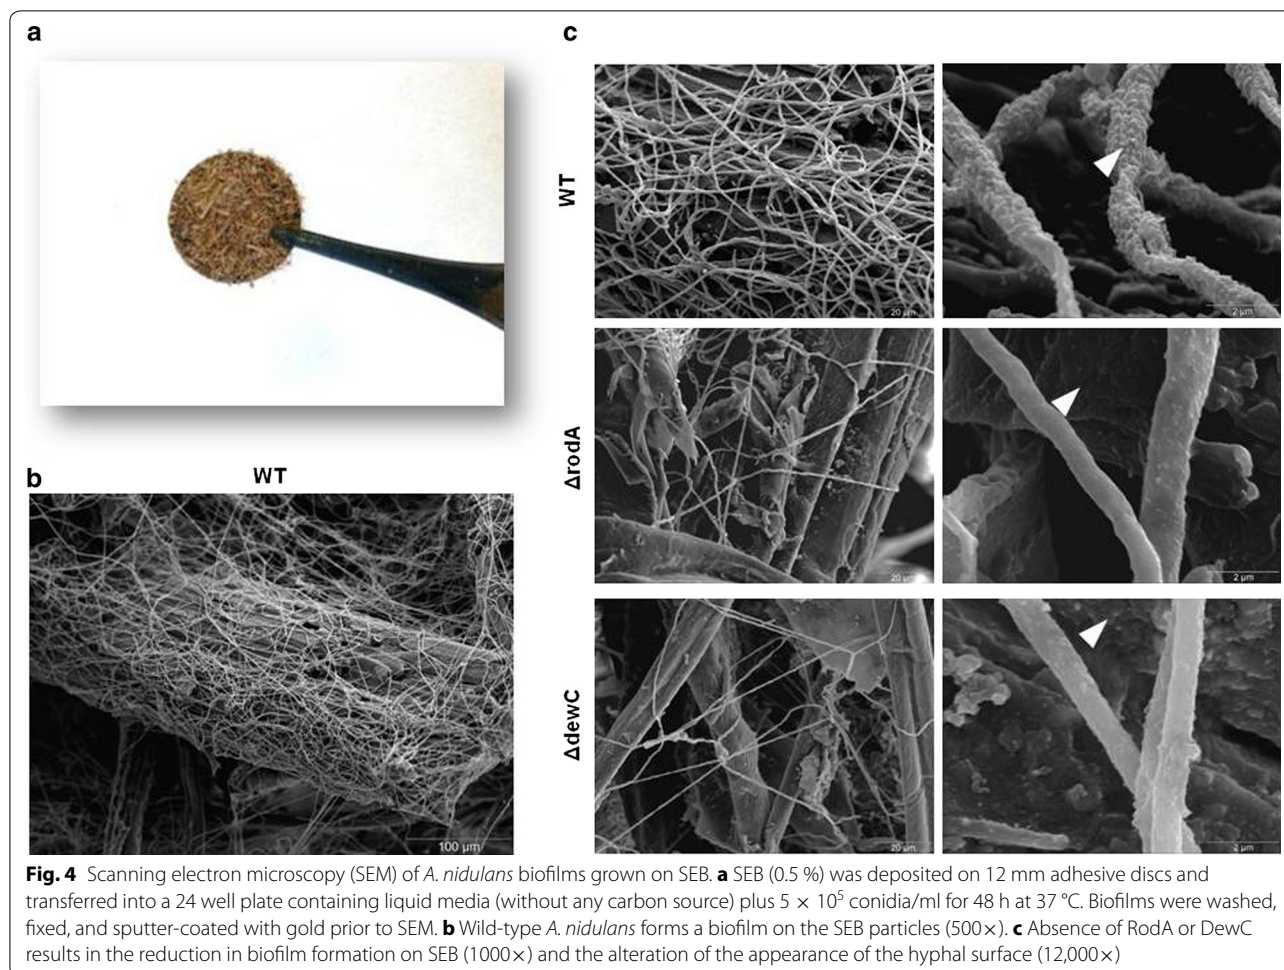 a
c
WT
b
WT
100 µm
20 µm
2 µm
ΔrodA
20 µm
2 µm
ΔdewC
20 µm
2 µm
Fig. 4 Scanning electron microscopy (SEM) of A. nidulans biofilms grown on SEB. a SEB (0.5 %) was deposited on 12 mm adhesive discs and
transferred into a 24 well plate containing liquid media (without any carbon source) plus 5 × 10⁵ conidia/ml for 48 h at 37 °C. Biofilms were washed,
fixed, and sputter-coated with gold prior to SEM. b Wild-type A. nidulans forms a biofilm on the SEB particles (500×). c Absence of RodA or DewC
results in the reduction in biofilm formation on SEB (1000×) and the alteration of the appearance of the hyphal surface (12,000×)